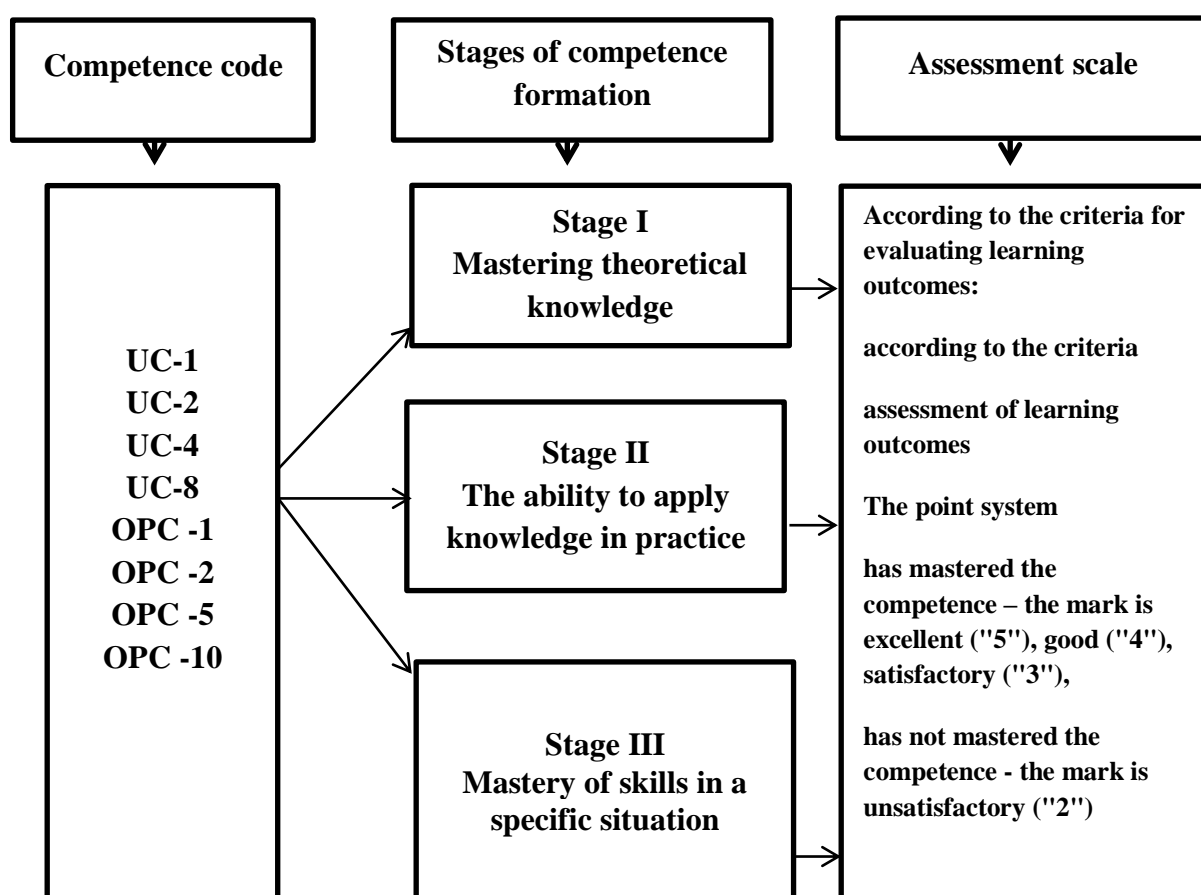 Competence code
Stages of competence
formation
Assessment scale
UC-1
UC-2
UC-4
UC-8
OPC -1
OPC -2
OPC -5
OPC -10
Stage I
Mastering theoretical
knowledge
Stage II
The ability to apply
knowledge in practice
Stage III
Mastery of skills in a
specific situation
According to the criteria for
evaluating learning
outcomes:
according to the criteria
assessment of learning
outcomes
The point system
has mastered the
competence – the mark is
excellent ("5"), good ("4"),
satisfactory ("3"),
has not mastered the
competence - the mark is
unsatisfactory ("2")